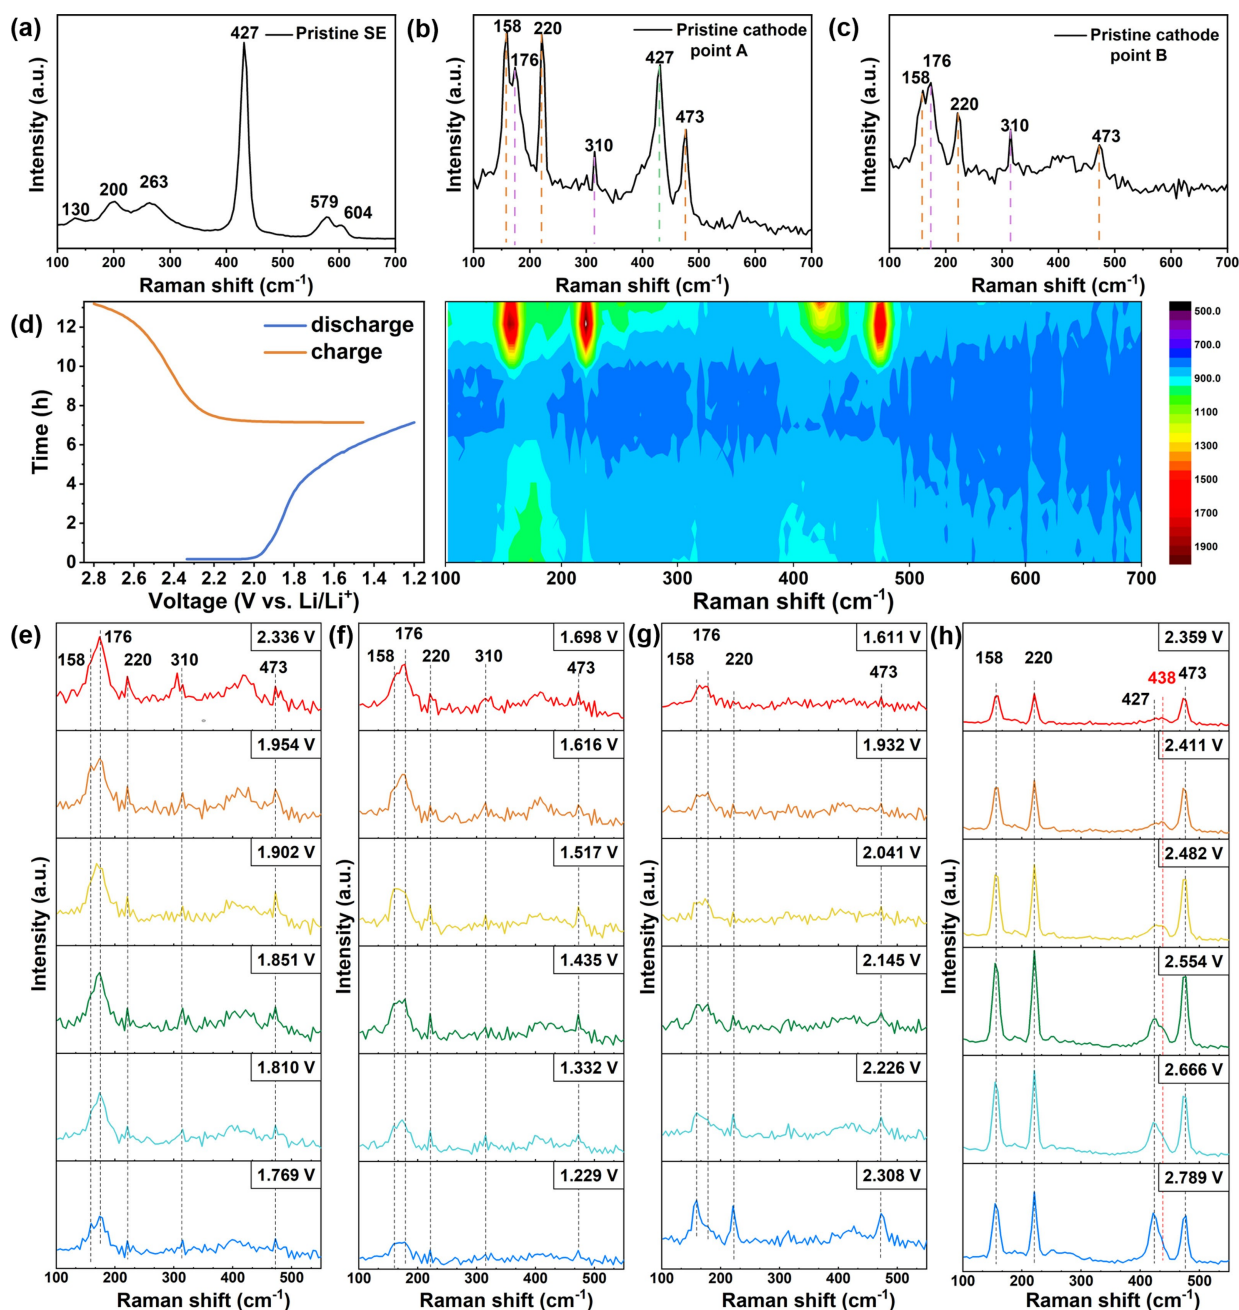 (a)
Pristine SE
427
130
200
263
579
604
Intensity (a.u.)
100 200 300 400 500 600 700
Raman shift (cm-1)
(b)
Pristine cathode
point A
158
176
220
310
427
473
Intensity (a.u.)
100 200 300 400 500 600 700
Raman shift (cm-1)
(c)
Pristine cathode
point B
158
176
220
310
473
Intensity (a.u.)
100 200 300 400 500 600 700
Raman shift (cm-1)
(d)
discharge
charge
Time (h)
12
10
8
6
4
2
0
2.8 2.6 2.4 2.2 2.0 1.8 1.6 1.4 1.2
Voltage (V vs. Li/Li+)
100 200 300 400 500 600 700
Raman shift (cm-1)
500.0
700.0
900.0
1100
1300
1500
1700
1900
(e)
158 176 220 310 473
2.336 V
1.954 V
1.902 V
1.851 V
1.810 V
1.769 V
Intensity (a.u.)
100 200 300 400 500
Raman shift (cm-1)
(f)
158 176 220 310 473
1.698 V
1.616 V
1.517 V
1.435 V
1.332 V
1.229 V
Intensity (a.u.)
100 200 300 400 500
Raman shift (cm-1)
(g)
158 176 220 473
1.611 V
1.932 V
2.041 V
2.145 V
2.226 V
2.308 V
Intensity (a.u.)
100 200 300 400 500
Raman shift (cm-1)
(h)
158 220 427 438 473
2.359 V
2.411 V
2.482 V
2.554 V
2.666 V
2.789 V
Intensity (a.u.)
100 200 300 400 500
Raman shift (cm-1)